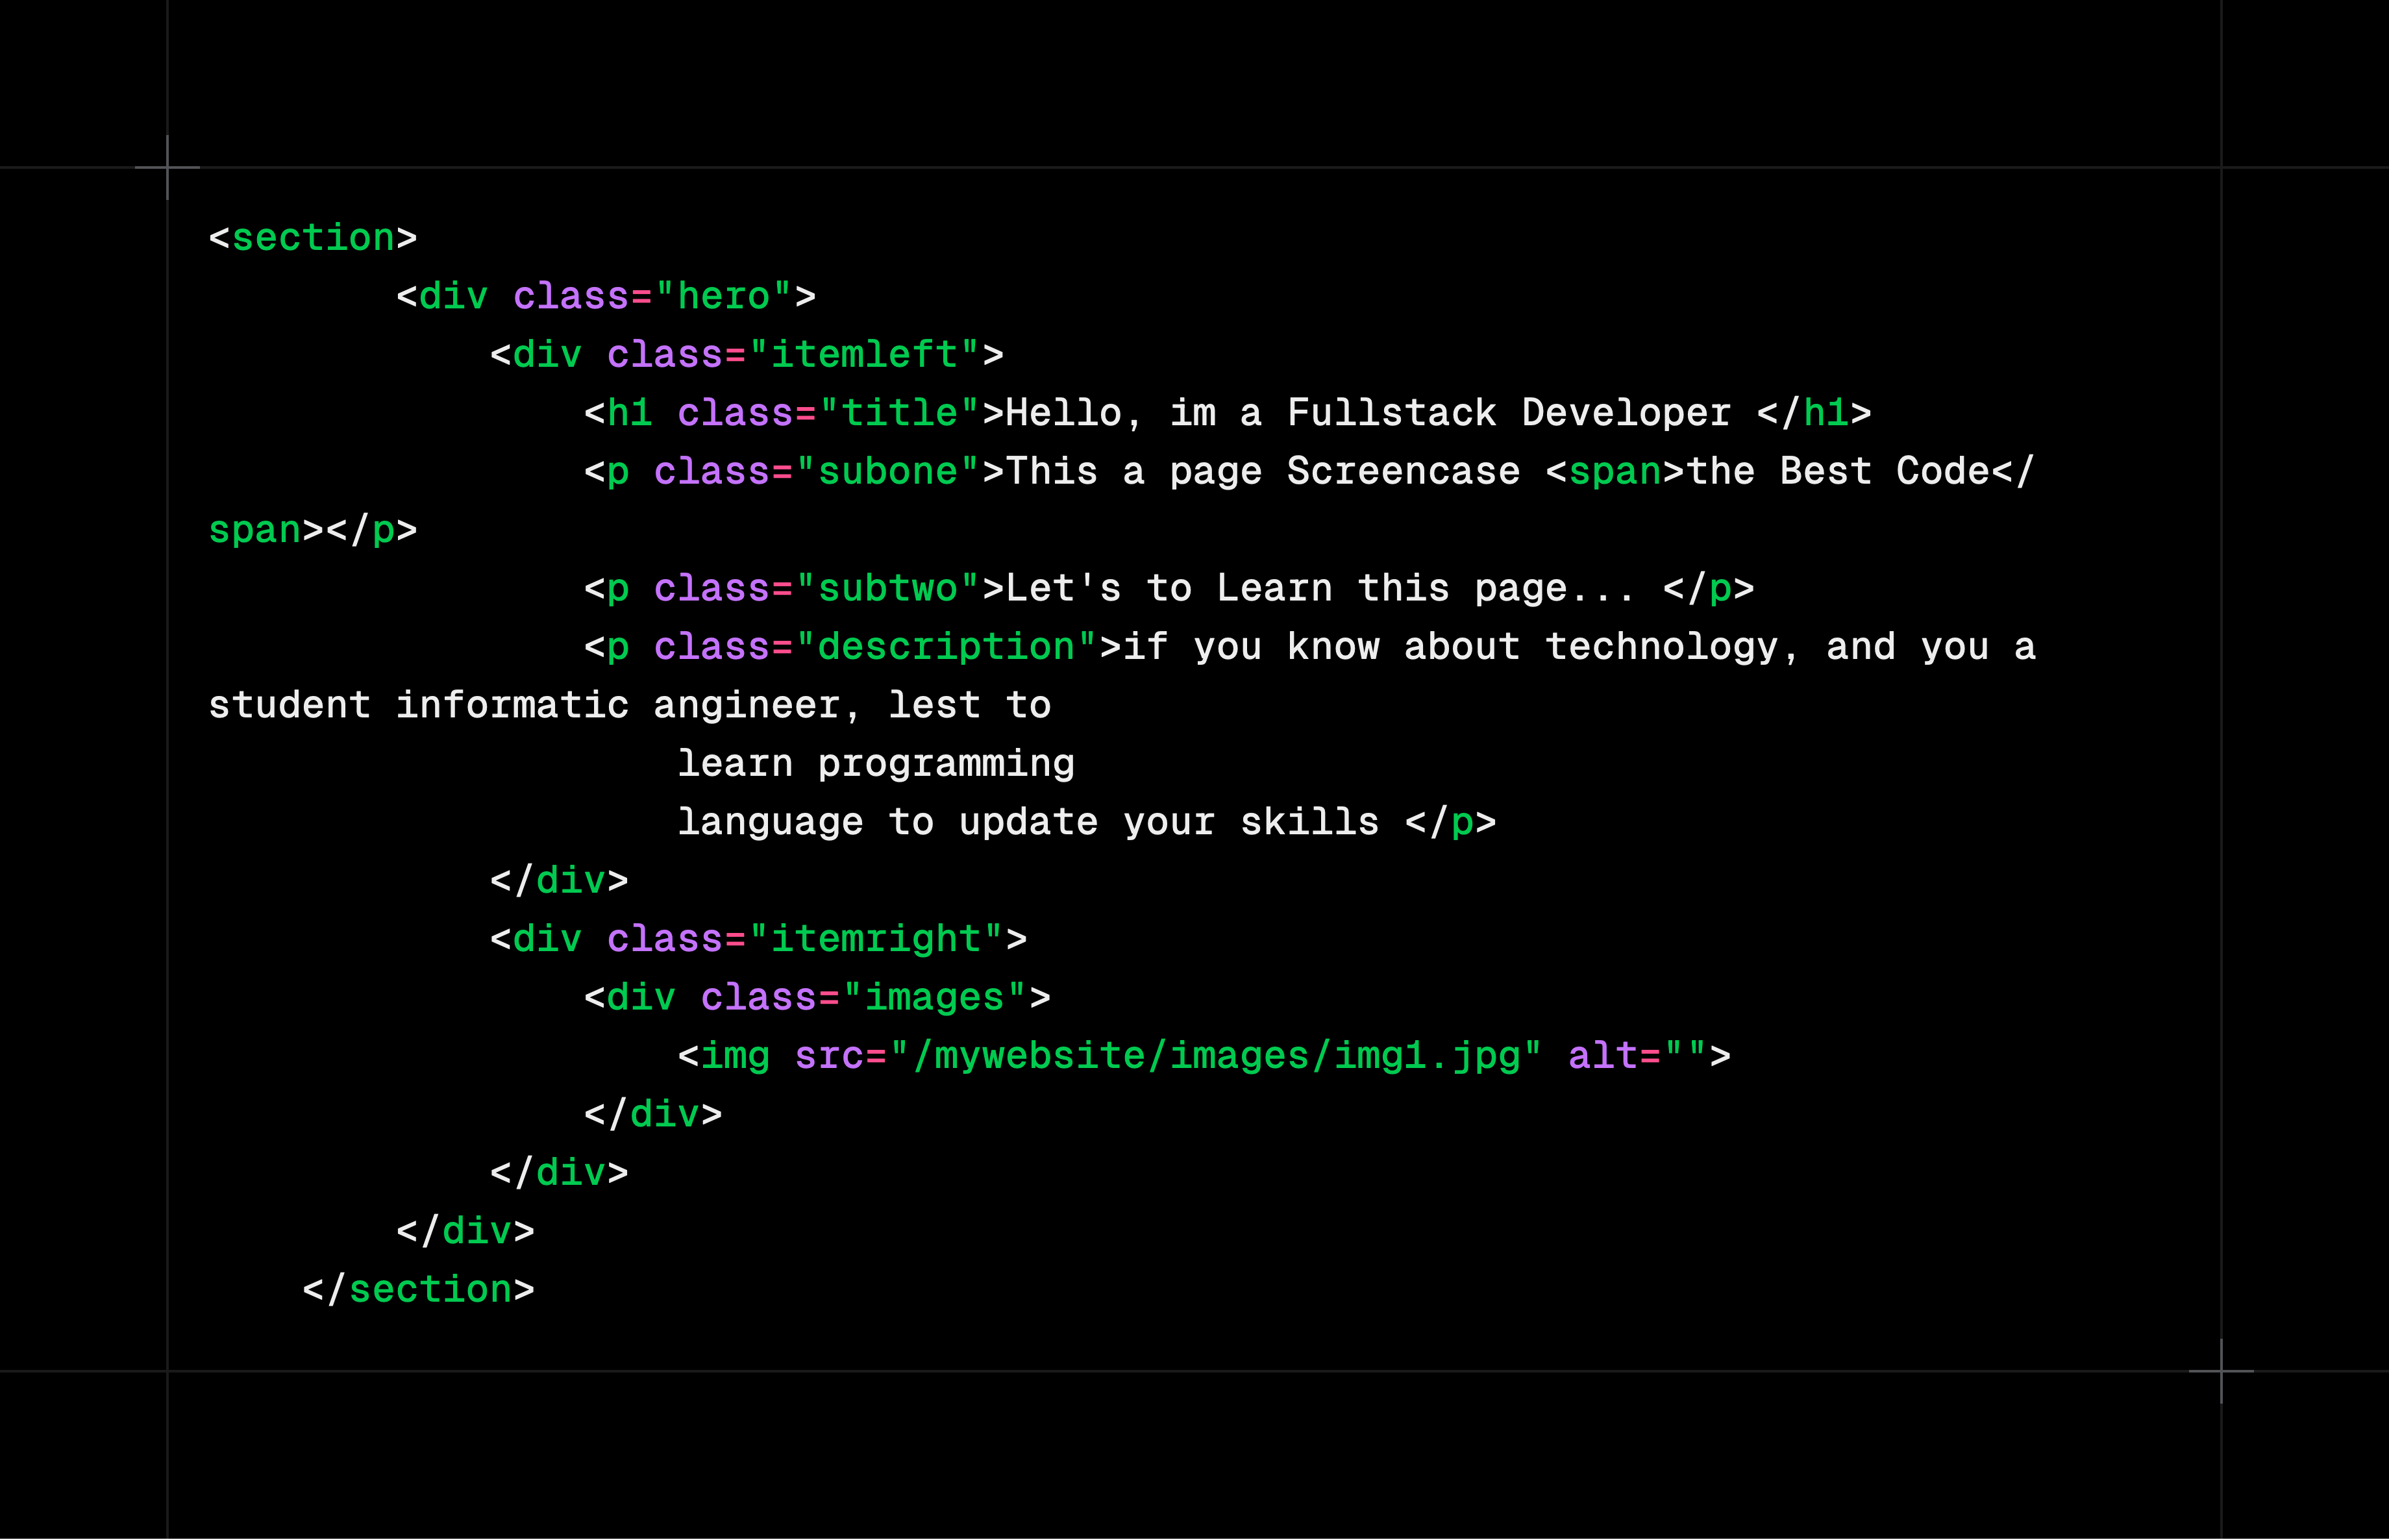 <section>
        <div class="hero">
            <div class="itemleft">
                <h1 class="title">Hello, im a Fullstack Developer </h1>
                <p class="subone">This a page Screencase <span>the Best Code</
span></p>
                <p class="subtwo">Let's to Learn this page... </p>
                <p class="description">if you know about technology, and you a
student informatic angineer, lest to
                    learn programming
                    language to update your skills </p>
            </div>
            <div class="itemright">
                <div class="images">
                    <img src="/mywebsite/images/img1.jpg" alt="">
                </div>
            </div>
        </div>
    </section>